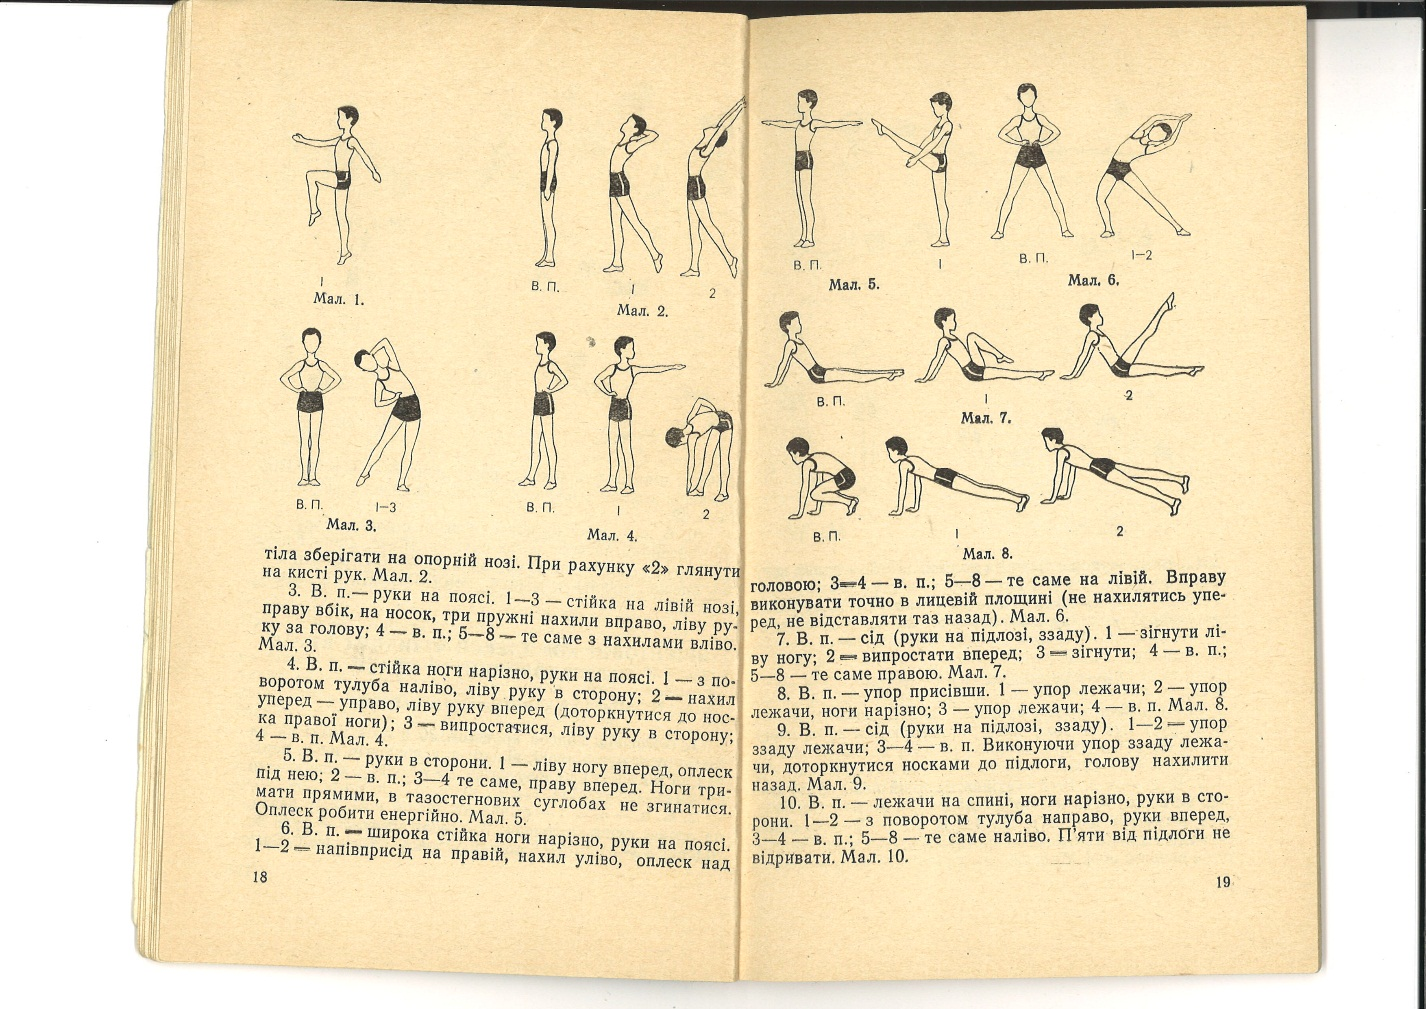 1
Мал. 1.
В. П.
1
2
Мал. 2.
В. П.
1—3
Мал. 3.
В. П.
1
2
Мал. 4.
тіла зберігати на опорній нозі. При рахунку «2» глянути
на кисті рук. Мал. 2.
3. В. п.— руки на поясі. 1—3 — стійка на лівій нозі,
праву вбік, на носок, три пружні нахили вправо, ліву ру-
ку за голову; 4 — в. п.; 5—8 — те саме з нахилами вліво.
Мал. 3.
4. В. п. — стійка ноги нарізно, руки на поясі. 1 — з по-
воротом тулуба наліво, ліву руку в сторону; 2 — нахил
уперед — управо, ліву руку вперед (доторкнутися до нос-
ка правої ноги); 3 — випростатися, ліву руку в сторону;
4 — в. п. Мал. 4.
5. В. п. — руки в сторони. 1 — ліву ногу вперед, оплеск
під нею; 2 — в. п.; 3—4 те саме, праву вперед. Ноги три-
мати прямими, в тазостегнових суглобах не згинатися.
Оплеск робити енергійно. Мал. 5.
6. В. п. — широка стійка ноги нарізно, руки на поясі.
1—2 — напівприсід на правій, нахил уліво, оплеск над
18
В. П.
1
Мал. 5.
В. П.
1—2
Мал. 6.
В. П.
1
2
Мал. 7.
В. П.
1
2
Мал. 8.
головою; 3—4 — в. п.; 5—8 — те саме на лівій. Вправу
виконувати точно в лицевій площині (не нахилятись упе-
ред, не відставляти таз назад). Мал. 6.
7. В. п. — сід (руки на підлозі, ззаду). 1 — зігнути лі-
ву ногу; 2 — випростати вперед; 3 — зігнути; 4 — в. п.;
5—8 — те саме правою. Мал. 7.
8. В. п. — упор присівши. 1 — упор лежачи; 2 — упор
лежачи, ноги нарізно; 3 — упор лежачи; 4 — в. п. Мал. 8.
9. В. п. — сід (руки на підлозі, ззаду). 1—2 — упор
ззаду лежачи; 3—4 — в. п. Виконуючи упор ззаду лежа-
чи, доторкнутися носками до підлоги, голову нахилити
назад. Мал. 9.
10. В. п. — лежачи на спині, ноги нарізно, руки в сто-
рони. 1—2 — з поворотом тулуба направо, руки вперед,
3—4 — в. п.; 5—8 — те саме наліво. П’яти від підлоги не
відривати. Мал. 10.
19